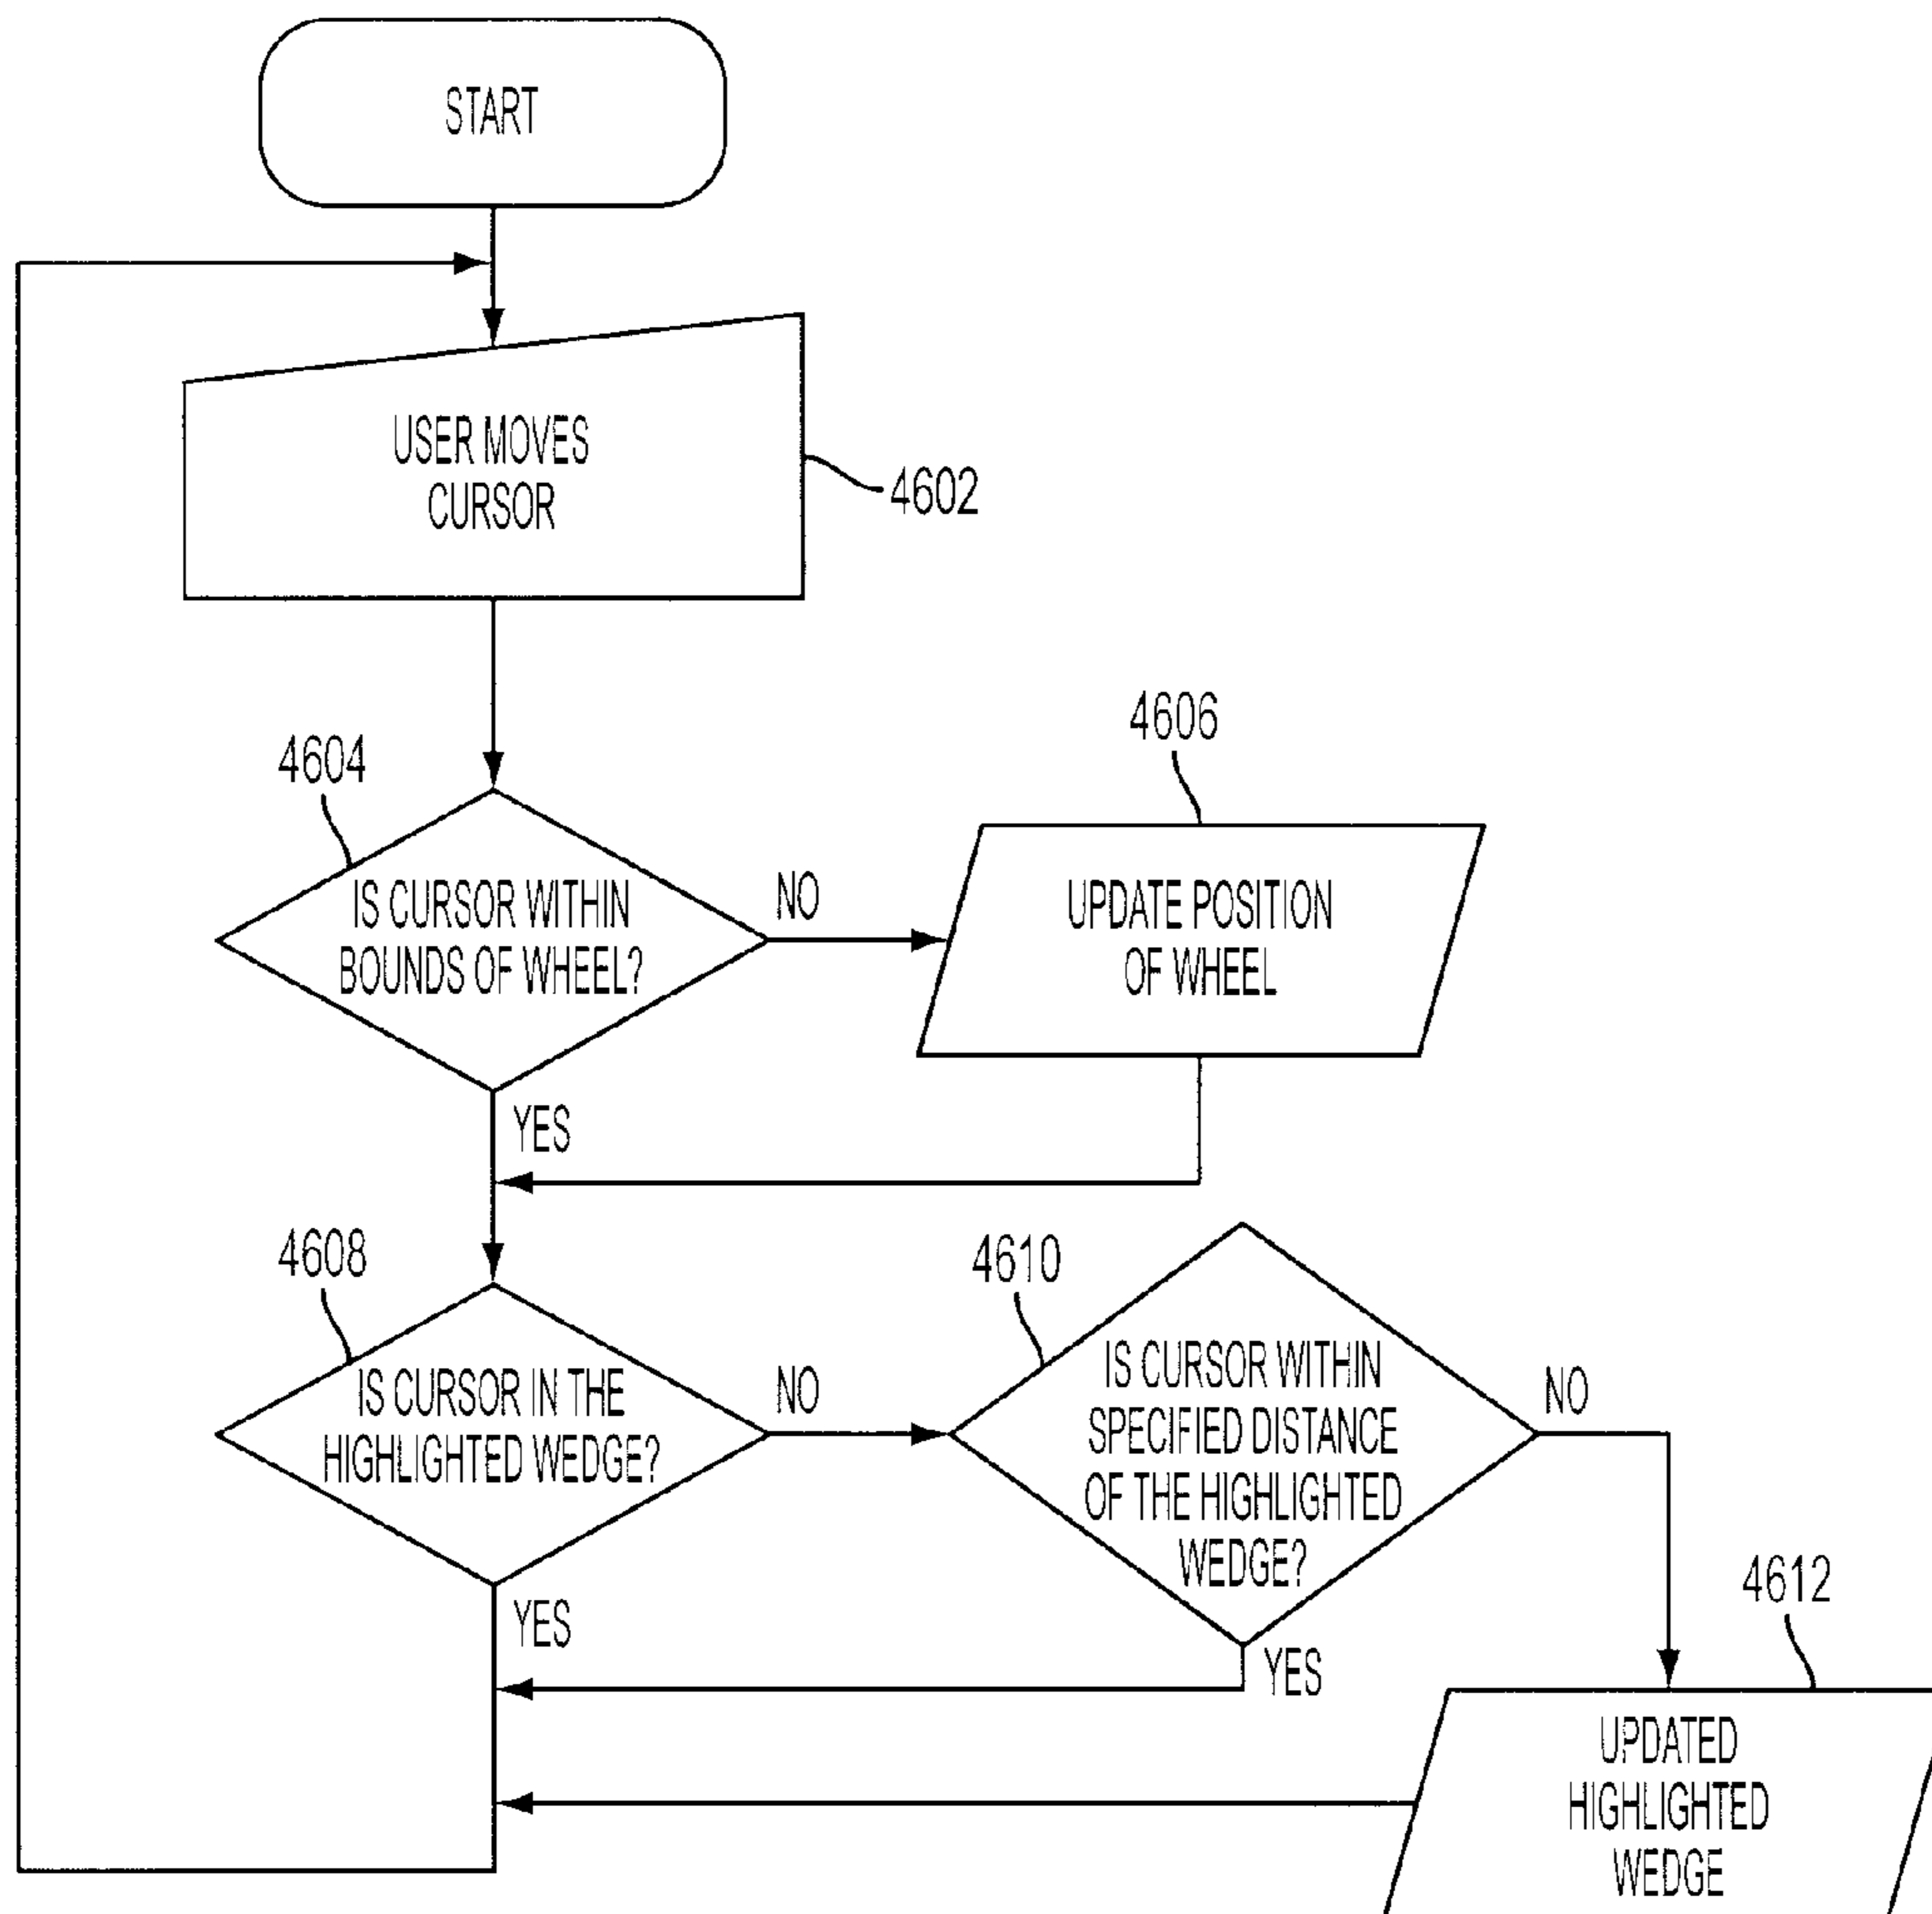 START
USER MOVES
CURSOR
4602
4604
IS CURSOR WITHIN
BOUNDS OF WHEEL?
NO
YES
4606
UPDATE POSITION
OF WHEEL
4608
IS CURSOR IN THE
HIGHLIGHTED WEDGE?
NO
YES
4610
IS CURSOR WITHIN
SPECIFIED DISTANCE
OF THE HIGHLIGHTED
WEDGE?
NO
YES
4612
UPDATED
HIGHLIGHTED
WEDGE